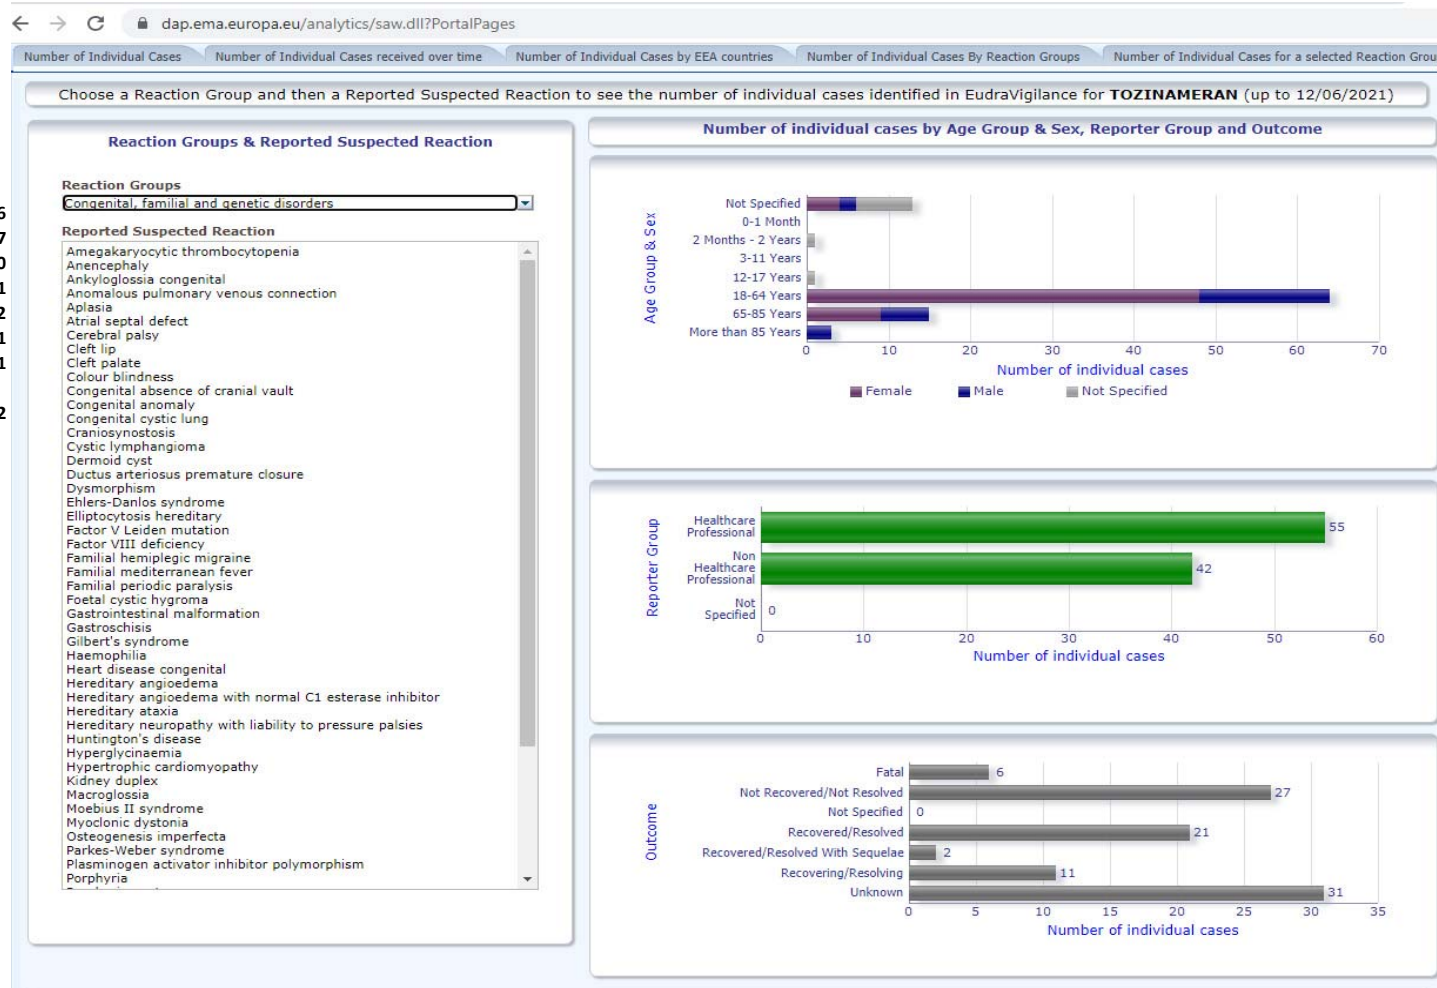 dap.ema.europa.eu/analytics/saw.dll?PortalPages
Number of Individual Cases
Number of Individual Cases received over time
Number of Individual Cases by EEA countries
Number of Individual Cases By Reaction Groups
Number of Individual Cases for a selected Reaction Grou
Choose a Reaction Group and then a Reported Suspected Reaction to see the number of individual cases identified in EudraVigilance for TOZINAMERAN (up to 12/06/2021)
6
7
0
1
2
1
1
2
Reaction Groups & Reported Suspected Reaction
Reaction Groups
Congenital, familial and genetic disorders
Reported Suspected Reaction
Amegakaryocytic thrombocytopenia
Anencephaly
Ankyloglossia congenital
Anomalous pulmonary venous connection
Aplasia
Atrial septal defect
Cerebral palsy
Cleft lip
Cleft palate
Colour blindness
Congenital absence of cranial vault
Congenital anomaly
Congenital cystic lung
Craniosynostosis
Cystic lymphangioma
Dermoid cyst
Ductus arteriosus premature closure
Dysmorphism
Ehlers-Danlos syndrome
Elliptocytosis hereditary
Factor V Leiden mutation
Factor VIII deficiency
Familial hemiplegic migraine
Familial mediterranean fever
Familial periodic paralysis
Foetal cystic hygroma
Gastrointestinal malformation
Gastroschisis
Gilbert's syndrome
Haemophilia
Heart disease congenital
Hereditary angioedema
Hereditary angioedema with normal C1 esterase inhibitor
Hereditary ataxia
Hereditary neuropathy with liability to pressure palsies
Huntington's disease
Hyperglycinaemia
Hypertrophic cardiomyopathy
Kidney duplex
Macroglossia
Moebius II syndrome
Myoclonic dystonia
Osteogenesis imperfecta
Parkes-Weber syndrome
Plasminogen activator inhibitor polymorphism
Porphyria
Number of individual cases by Age Group & Sex, Reporter Group and Outcome
Age Group & Sex
Not Specified
0-1 Month
2 Months - 2 Years
3-11 Years
12-17 Years
18-64 Years
65-85 Years
More than 85 Years
0 10 20 30 40 50 60 70
Number of individual cases
Female Male Not Specified
Reporter Group
Healthcare
Professional
55
Non
Healthcare
Professional
42
Not
Specified
0
0 10 20 30 40 50 60
Number of individual cases
Outcome
Fatal 6
Not Recovered/Not Resolved 27
Not Specified 0
Recovered/Resolved 21
Recovered/Resolved With Sequelae 2
Recovering/Resolving 11
Unknown 31
0 5 10 15 20 25 30 35
Number of individual cases